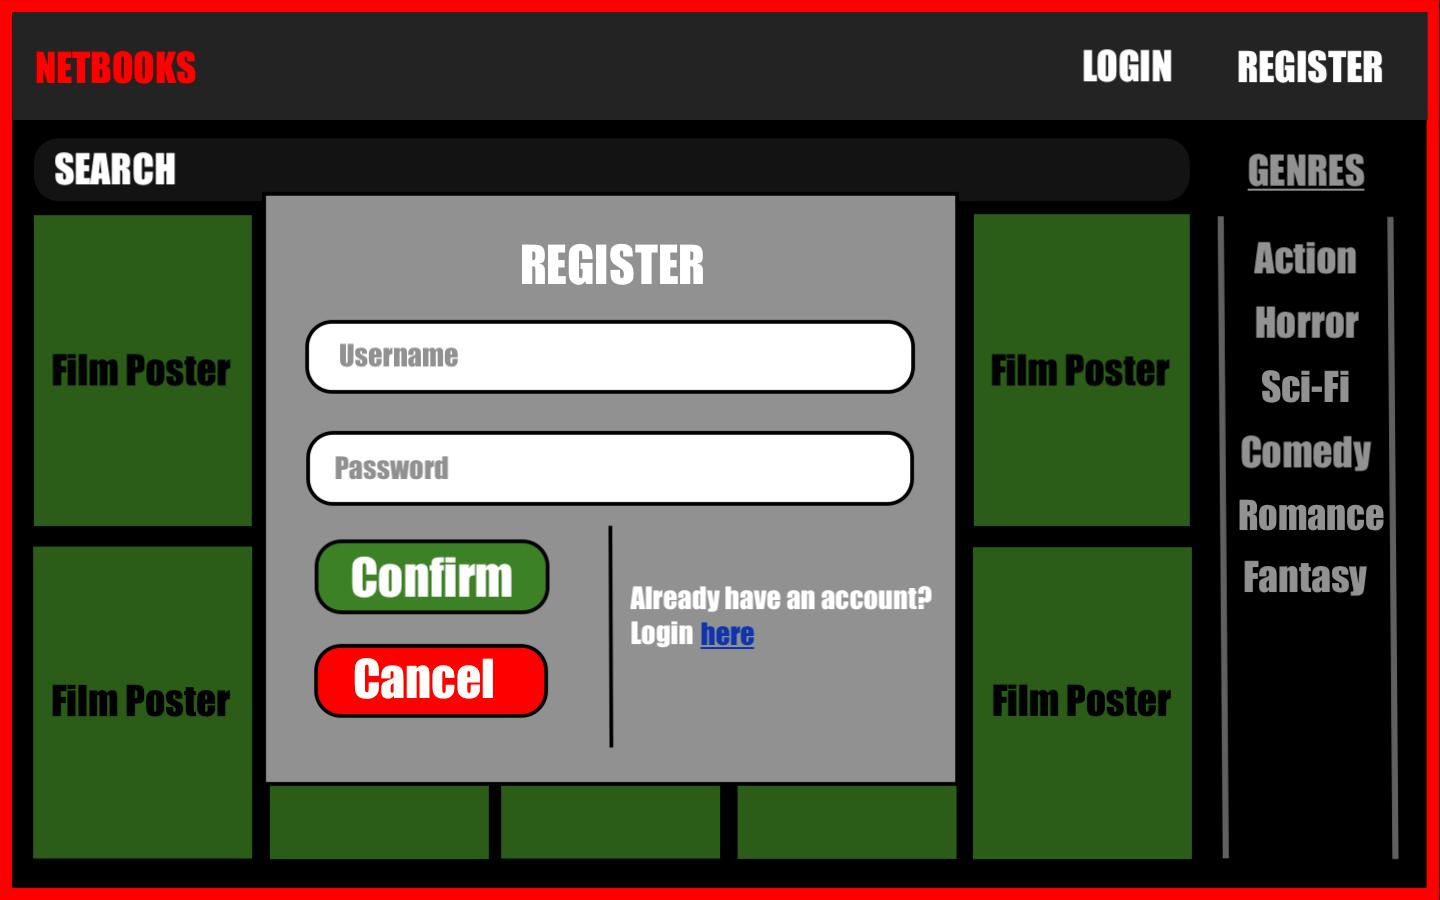 NETBOOKS
LOGIN
REGISTER
SEARCH
GENRES
REGISTER
Username
Password
Confirm
Cancel
Already have an account?
Login here
Film Poster
Film Poster
Film Poster
Film Poster
Action
Horror
Sci-Fi
Comedy
Romance
Fantasy